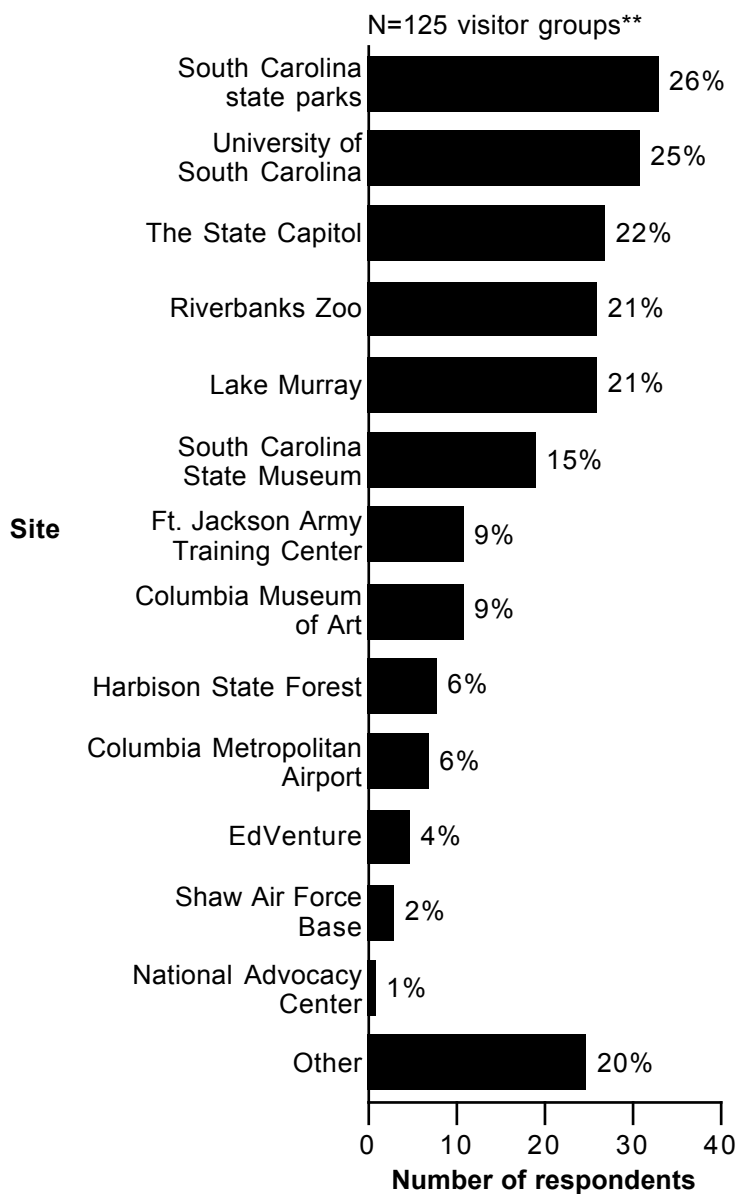 N=125 visitor groups**
South Carolina
state parks
26%
University of
South Carolina
25%
The State Capitol
22%
Riverbanks Zoo
21%
Lake Murray
21%
South Carolina
State Museum
15%
Site
Ft. Jackson Army
Training Center
9%
Columbia Museum
of Art
9%
Harbison State Forest
6%
Columbia Metropolitan
Airport
6%
EdVenture
4%
Shaw Air Force
Base
2%
National Advocacy
Center
1%
Other
20%
0 10 20 30 40
Number of respondents